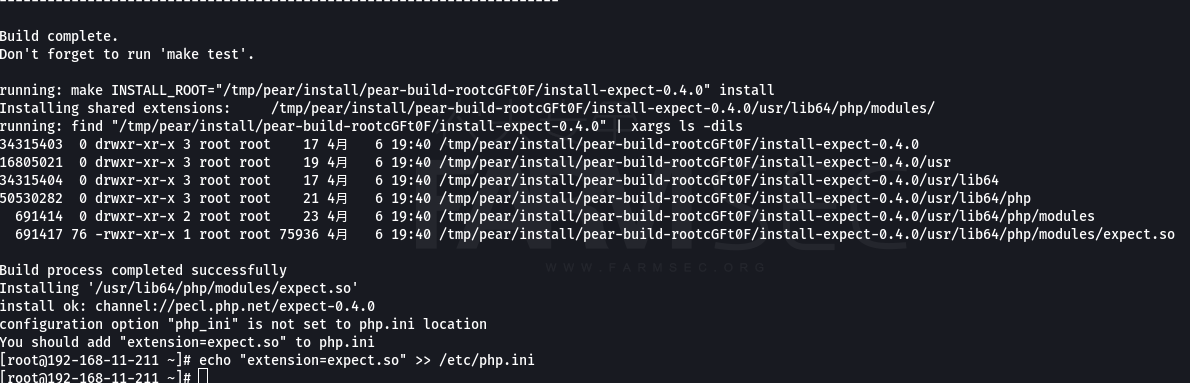 Build complete.
Don't forget to run 'make test'.
running: make INSTALL_ROOT="/tmp/pear/install/pear-build-rootcGFt0F/install-expect-0.4.0" install
Installing shared extensions:     /tmp/pear/install/pear-build-rootcGFt0F/install-expect-0.4.0/usr/lib64/php/modules/
running: find "/tmp/pear/install/pear-build-rootcGFt0F/install-expect-0.4.0" | xargs ls -dils
34315403  0 drwxr-xr-x 3 root root    17 4月   6 19:40 /tmp/pear/install/pear-build-rootcGFt0F/install-expect-0.4.0
16805021  0 drwxr-xr-x 3 root root    19 4月   6 19:40 /tmp/pear/install/pear-build-rootcGFt0F/install-expect-0.4.0/usr
34315404  0 drwxr-xr-x 3 root root    17 4月   6 19:40 /tmp/pear/install/pear-build-rootcGFt0F/install-expect-0.4.0/usr/lib64
50530282  0 drwxr-xr-x 3 root root    21 4月   6 19:40 /tmp/pear/install/pear-build-rootcGFt0F/install-expect-0.4.0/usr/lib64/php
  691414  0 drwxr-xr-x 2 root root    23 4月   6 19:40 /tmp/pear/install/pear-build-rootcGFt0F/install-expect-0.4.0/usr/lib64/php/modules
  691417 76 -rwxr-xr-x 1 root root 75936 4月   6 19:40 /tmp/pear/install/pear-build-rootcGFt0F/install-expect-0.4.0/usr/lib64/php/modules/expect.so
WWW.FARMSEC.ORG
Build process completed successfully
Installing '/usr/lib64/php/modules/expect.so'
install ok: channel://pecl.php.net/expect-0.4.0
configuration option "php_ini" is not set to php.ini location
You should add "extension=expect.so" to php.ini
[root@192-168-11-211 ~]# echo "extension=expect.so" >> /etc/php.ini
[root@192-168-11-211 ~]#